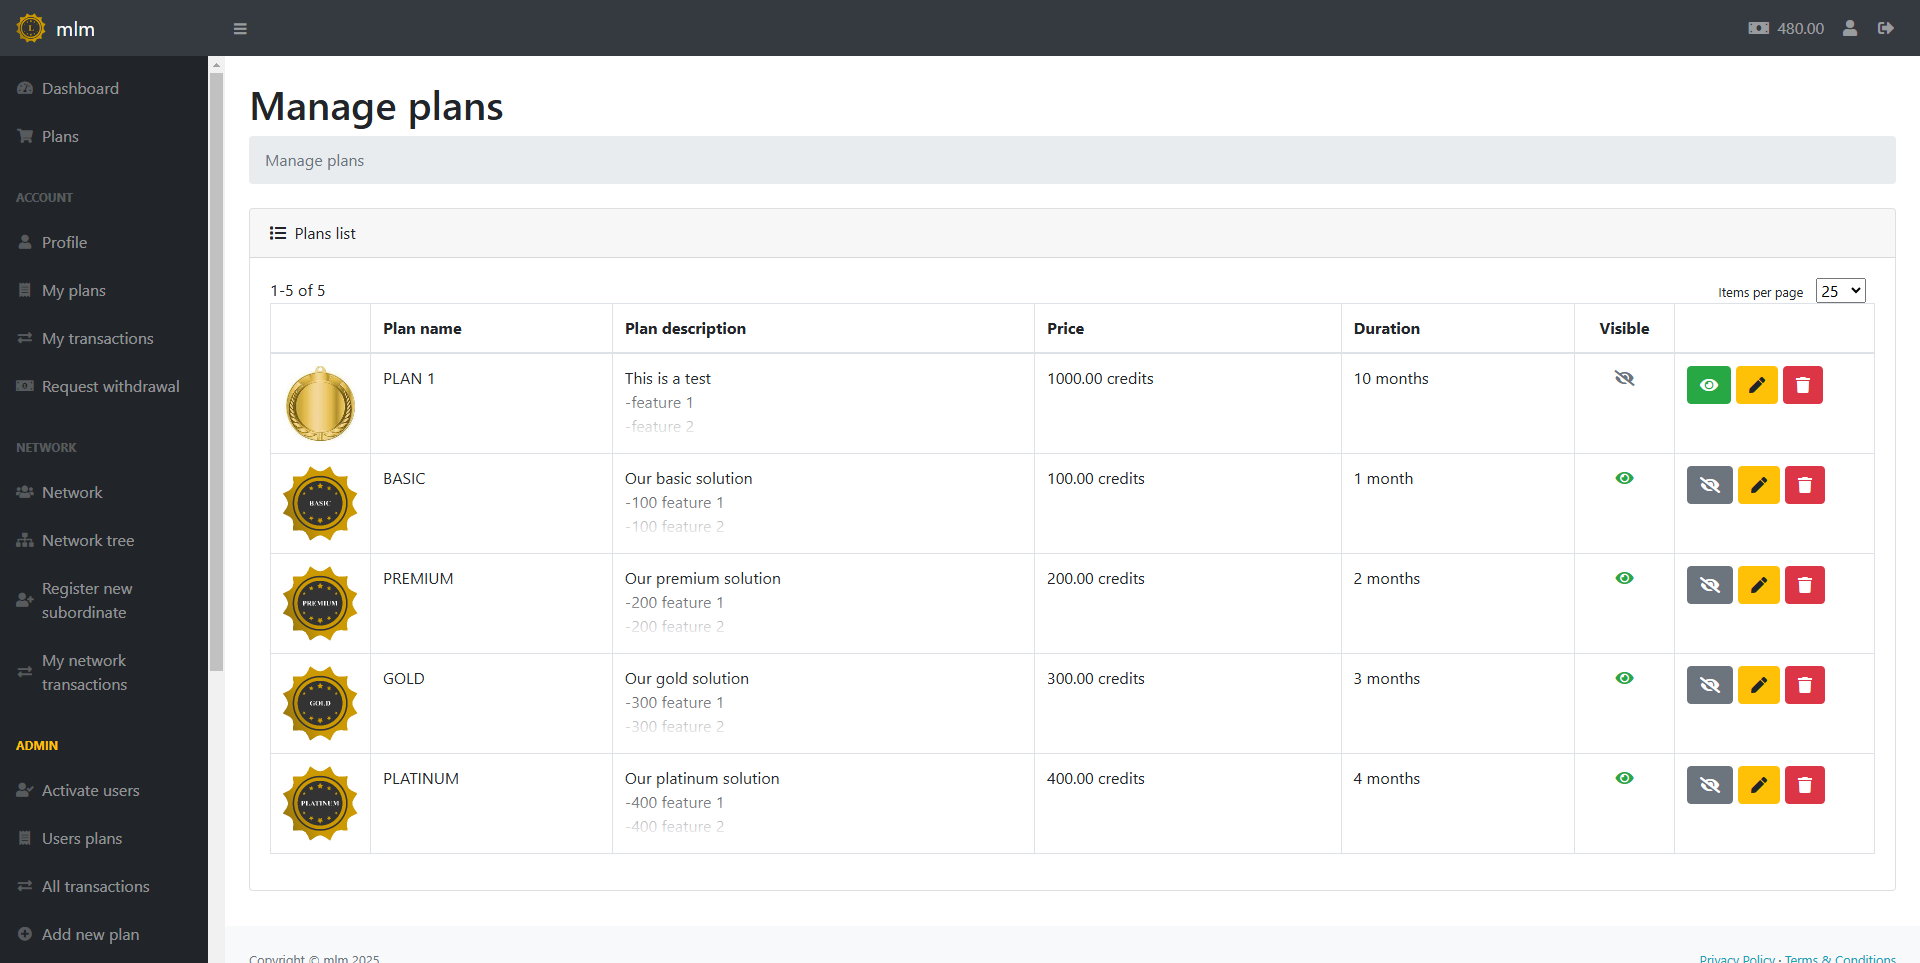 mlm
480.00
Dashboard
Plans
ACCOUNT
Profile
My plans
My transactions
Request withdrawal
NETWORK
Network
Network tree
Register new
subordinate
My network
transactions
ADMIN
Activate users
Users plans
All transactions
Add new plan
Manage plans
Manage plans
Plans list
1-5 of 5
Items per page 25
Plan name Plan description Price Duration Visible
PLAN 1 This is a test 1000.00 credits 10 months
-feature 1
-feature 2
BASIC
BASIC Our basic solution 100.00 credits 1 month
-100 feature 1
-100 feature 2
PREMIUM
PREMIUM Our premium solution 200.00 credits 2 months
-200 feature 1
-200 feature 2
GOLD
GOLD Our gold solution 300.00 credits 3 months
-300 feature 1
-300 feature 2
PLATINUM
PLATINUM Our platinum solution 400.00 credits 4 months
-400 feature 1
-400 feature 2
Copyright © mlm 2025
Privacy Policy · Terms & Conditions